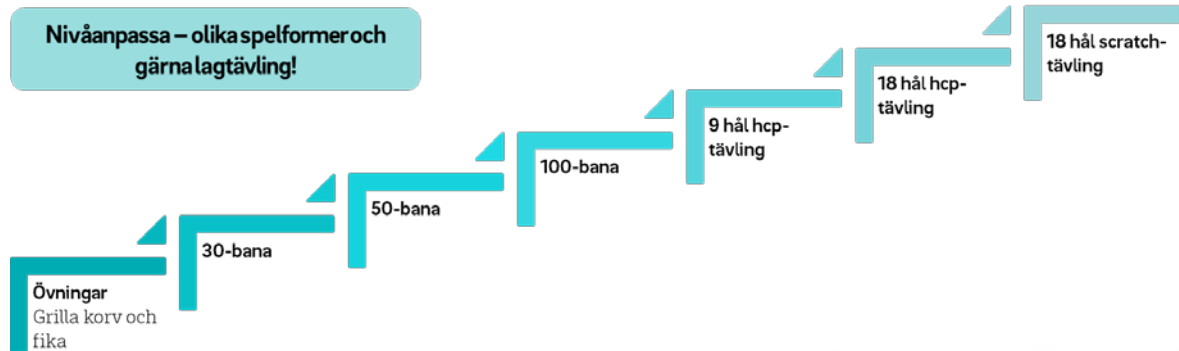 Nivåanpassa – olika spelformer och
gärna lagtävling!
Övningar
Grilla korv och
fika
30-bana
50-bana
100-bana
9 hål hcp-
tävling
18 hål hcp-
tävling
18 hål scratch-
tävling